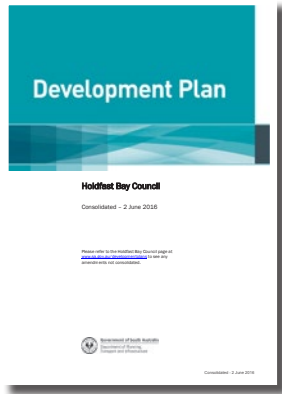 Development Plan
Holdfast Bay Council
Consolidated – 2 June 2016
Please refer to the Holdfast Bay Council page at
www.sa.gov.au/developmentplans to see any
amendments not consolidated.
Government of South Australia
Department of Planning,
Transport and Infrastructure
Consolidated - 2 June 2016